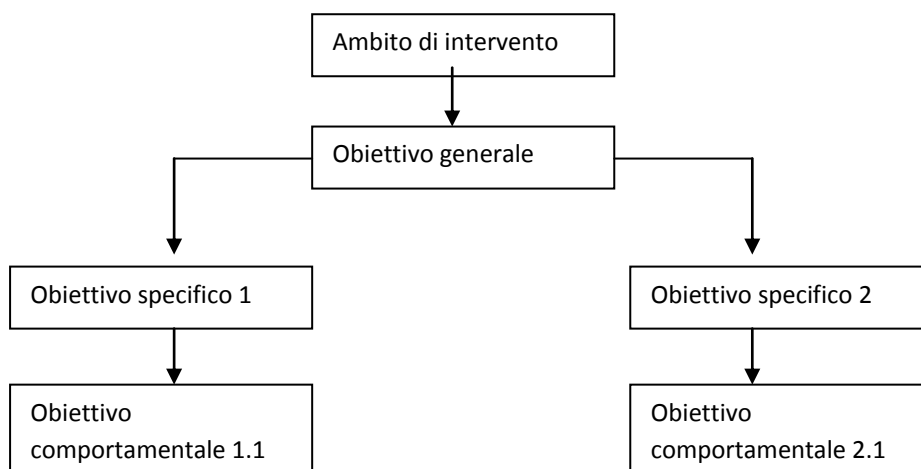 Ambito di intervento
Obiettivo generale
Obiettivo specifico 1
Obiettivo specifico 2
Obiettivo
comportamentale 1.1
Obiettivo
comportamentale 2.1